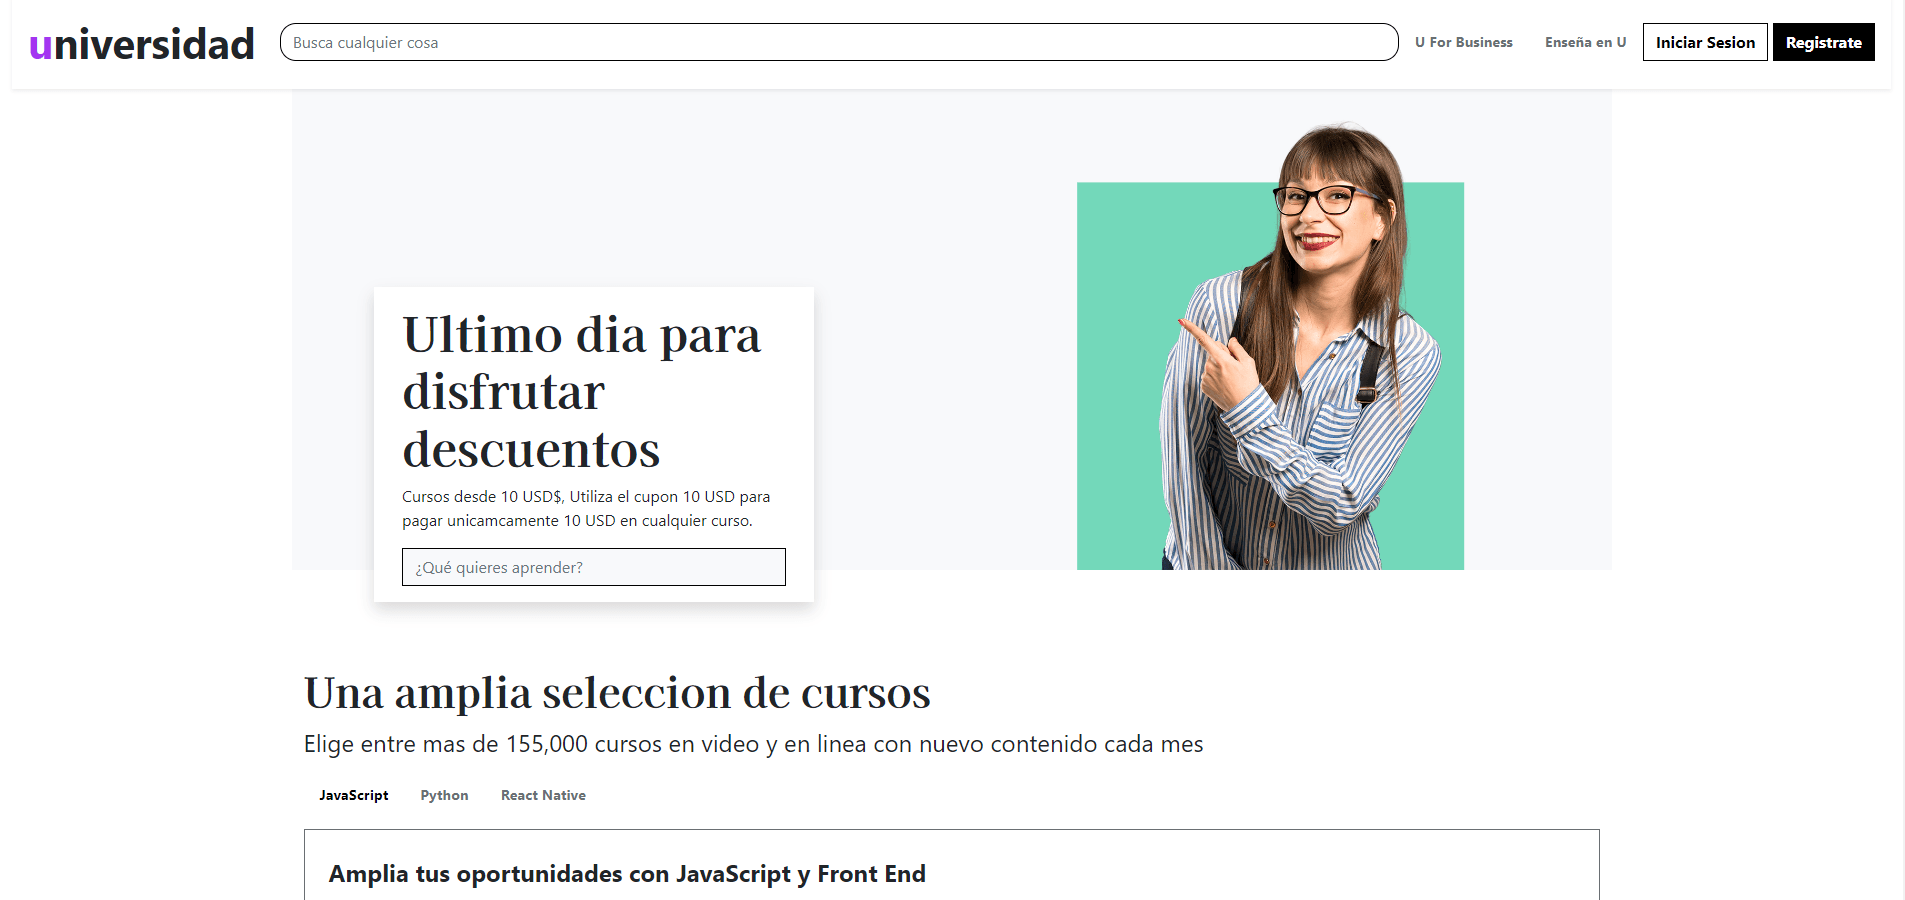 universidad
Busca cualquier cosa
U For Business
Enseña en U
Iniciar Sesion
Registrate
Ultimo dia para
disfrutar
descuentos
Cursos desde 10 USD$, Utiliza el cupon 10 USD para
pagar unicamcamente 10 USD en cualquier curso.
¿Qué quieres aprender?
Una amplia seleccion de cursos
Elige entre mas de 155,000 cursos en video y en linea con nuevo contenido cada mes
JavaScript
Python
React Native
Amplia tus oportunidades con JavaScript y Front End